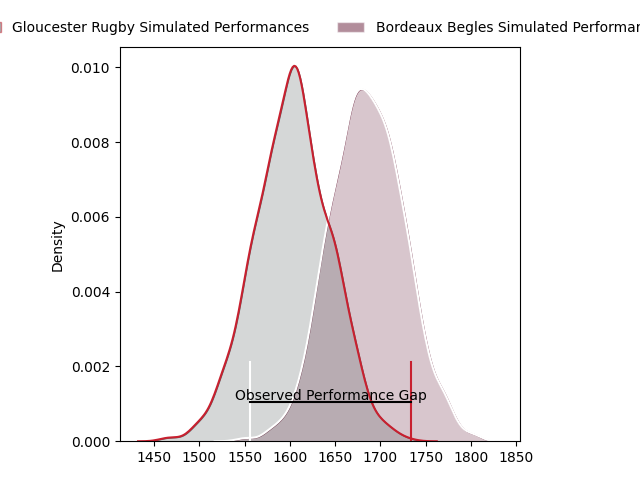 Gloucester Rugby Simulated Performances
Bordeaux Begles Simulated Performan
Density
0.010
0.008
0.006
0.004
0.002
0.000
Observed Performance Gap
1450 1500 1550 1600 1650 1700 1750 1800 1850